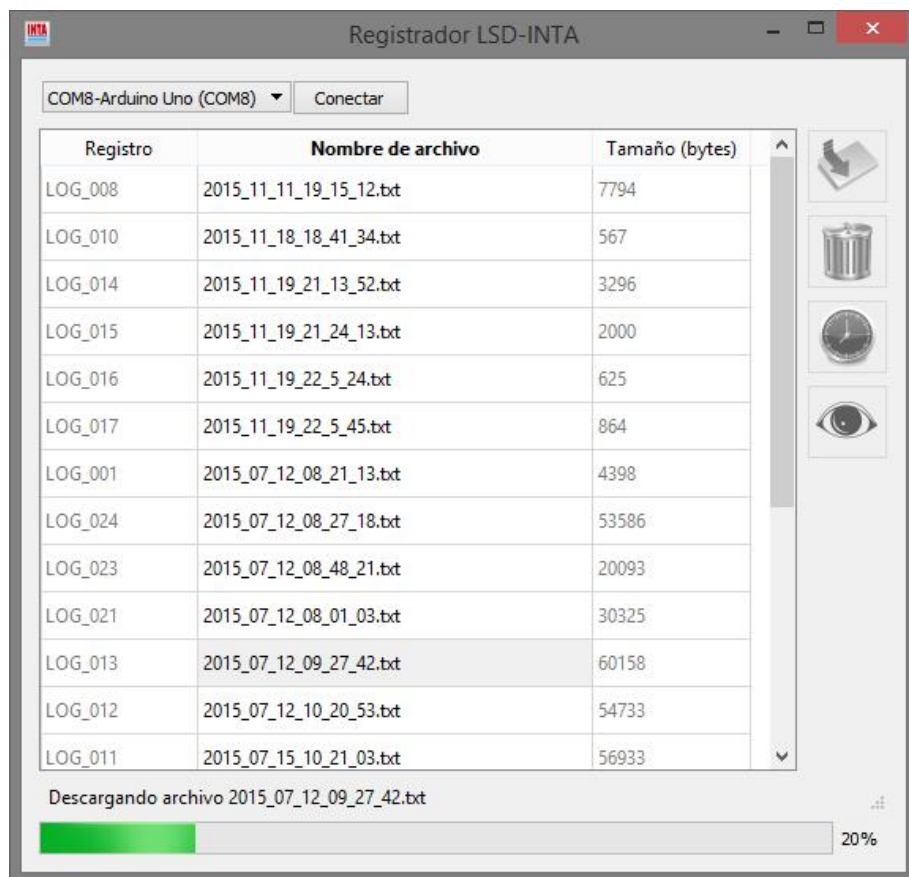 INTA Registrador LSD-INTA
COM8-Arduino Uno (COM8) Conectar
Registro Nombre de archivo Tamaño (bytes)
LOG_008 2015_11_11_19_15_12.txt 7794
LOG_010 2015_11_18_18_41_34.txt 567
LOG_014 2015_11_19_21_13_52.txt 3296
LOG_015 2015_11_19_21_24_13.txt 2000
LOG_016 2015_11_19_22_5_24.txt 625
LOG_017 2015_11_19_22_5_45.txt 864
LOG_001 2015_07_12_08_21_13.txt 4398
LOG_024 2015_07_12_08_27_18.txt 53586
LOG_023 2015_07_12_08_48_21.txt 20093
LOG_021 2015_07_12_08_01_03.txt 30325
LOG_013 2015_07_12_09_27_42.txt 60158
LOG_012 2015_07_12_10_20_53.txt 54733
LOG_011 2015_07_15_10_21_03.txt 56933
Descargando archivo 2015_07_12_09_27_42.txt
20%